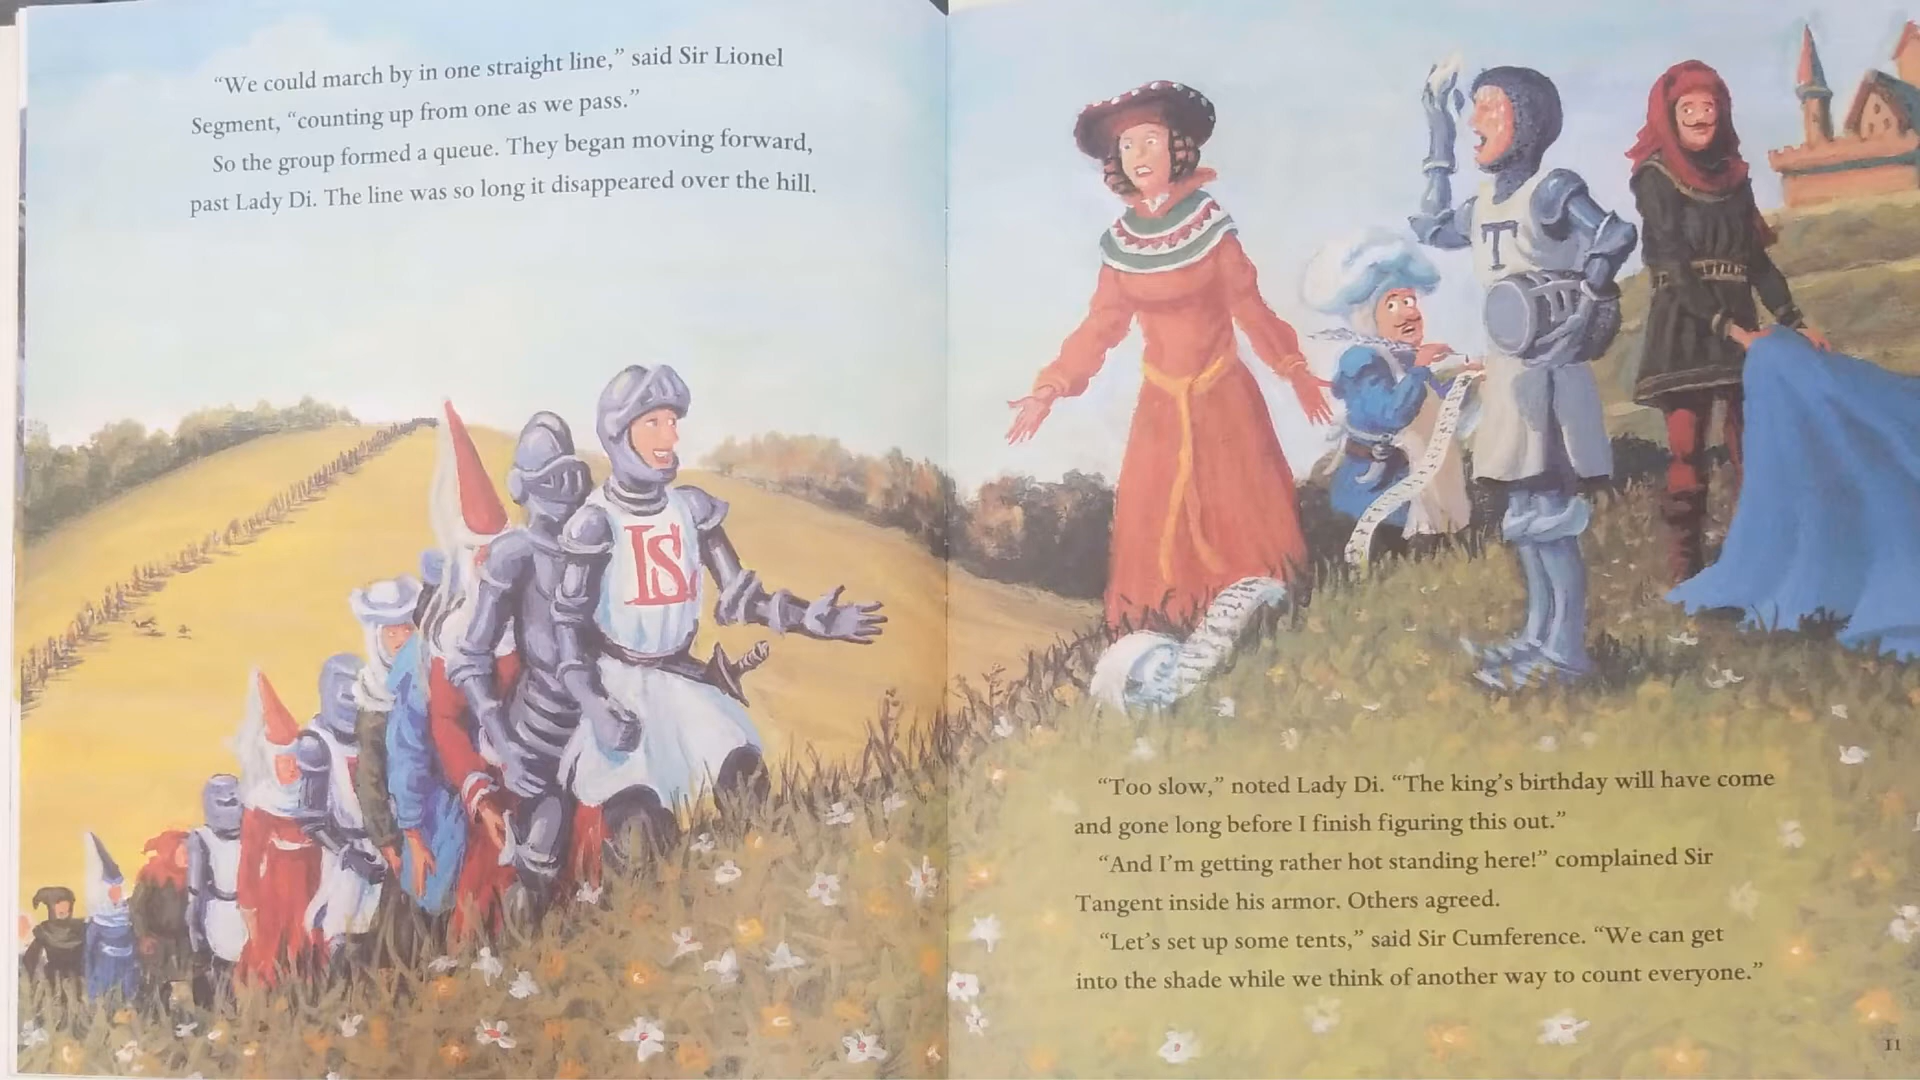 “We could march by in one straight line,” said Sir Lionel
Segment, “counting up from one as we pass.”
So the group formed a queue. They began moving forward,
past Lady Di. The line was so long it disappeared over the hill.
LS
T
“Too slow,” noted Lady Di. “The king’s birthday will have come
and gone long before I finish figuring this out.”
“And I’m getting rather hot standing here!” complained Sir
Tangent inside his armor. Others agreed.
“Let’s set up some tents,” said Sir Cumference. “We can get
into the shade while we think of another way to count everyone.”
11